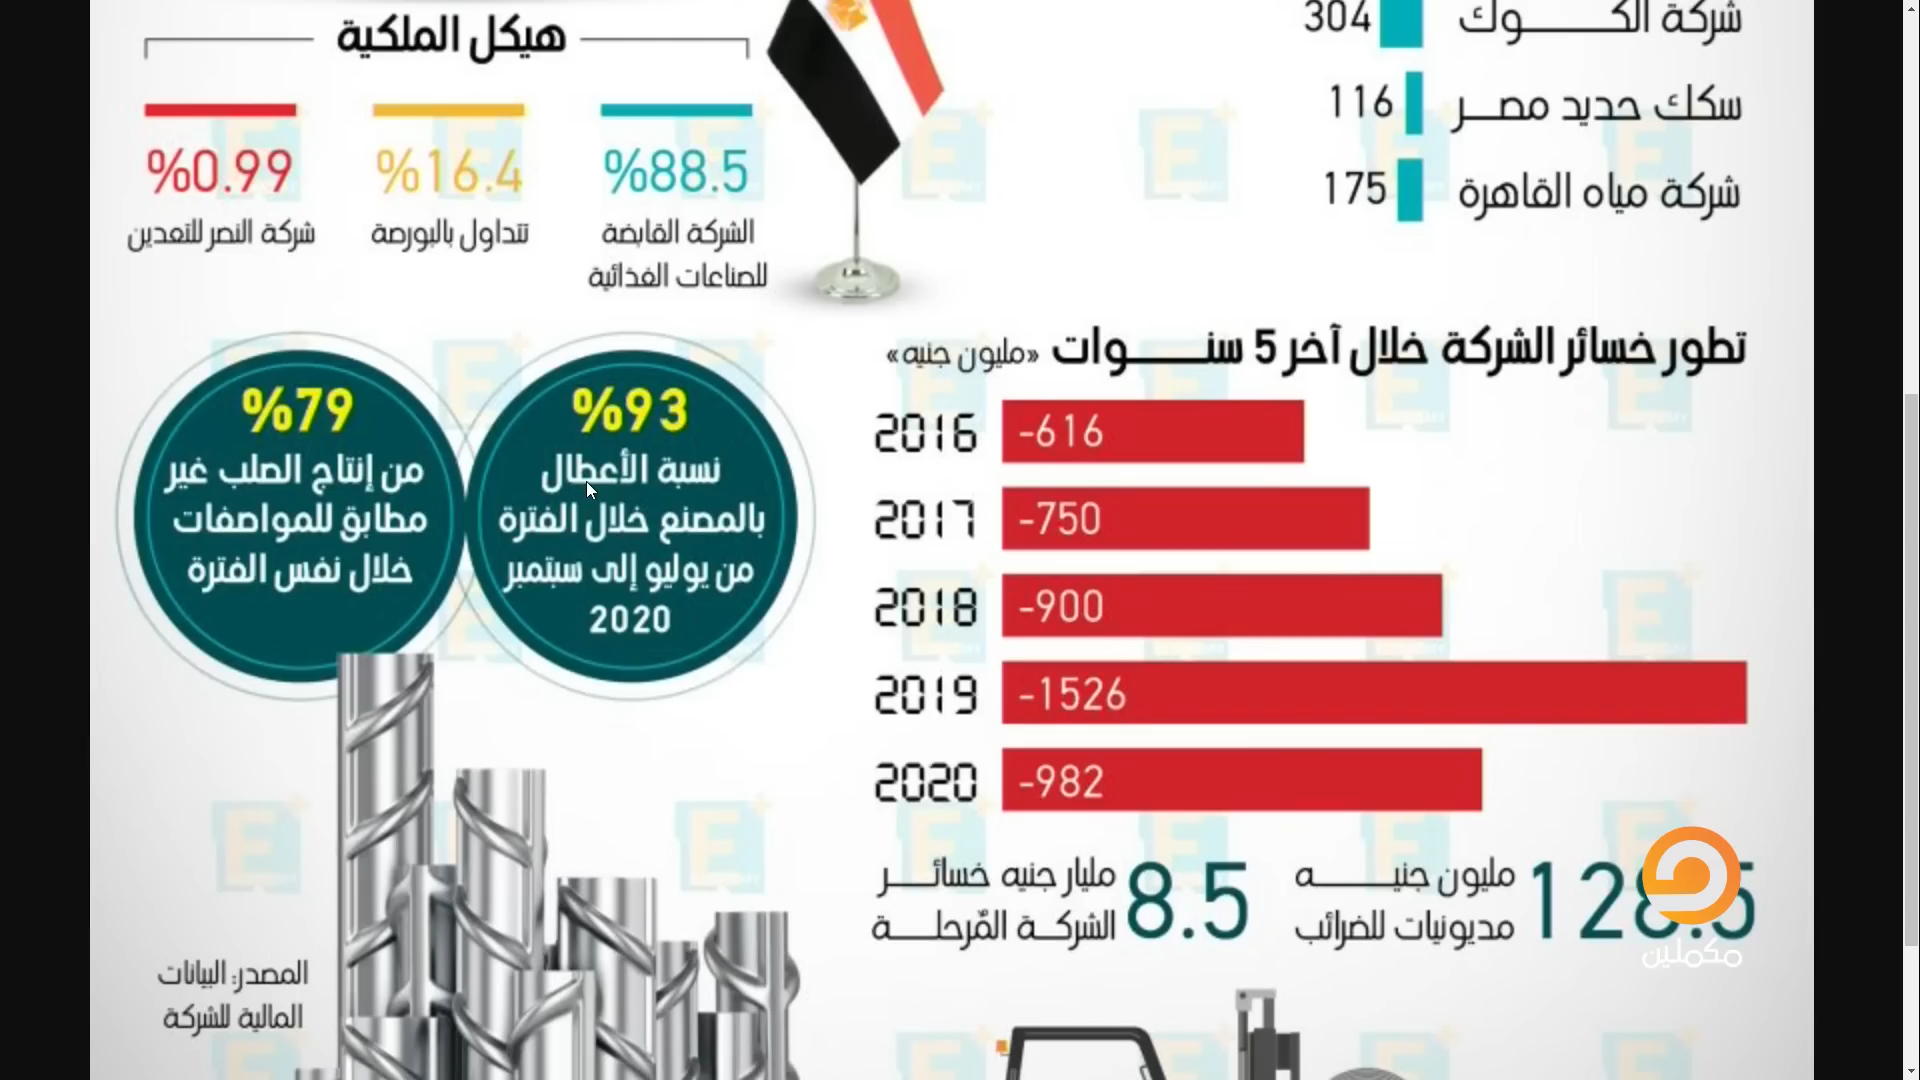 شركة الكوك 304
سكك حديد مصر 116
شركة مياه القاهرة 175
هيكل الملكية
%88.5
الشركة القابضة
للصناعات الغذائية
%16.4
تتداول بالبورصة
%0.99
شركة النصر للتعدين
تطور خسائر الشركة خلال آخر 5 سنوات «مليون جنيه»
2016 -616
2017 -750
2018 -900
2019 -1526
2020 -982
%93
نسبة الأعطال
بالمصنع خلال الفترة
من يوليو إلى سبتمبر
2020
%79
من إنتاج الصلب غير
مطابق للمواصفات
خلال نفس الفترة
128.5
مليون جنيه
مديونيات للضرائب
8.5
مليار جنيه خسائر
الشركة المٌرحلة
مكملين
المصدر: البيانات
المالية للشركة